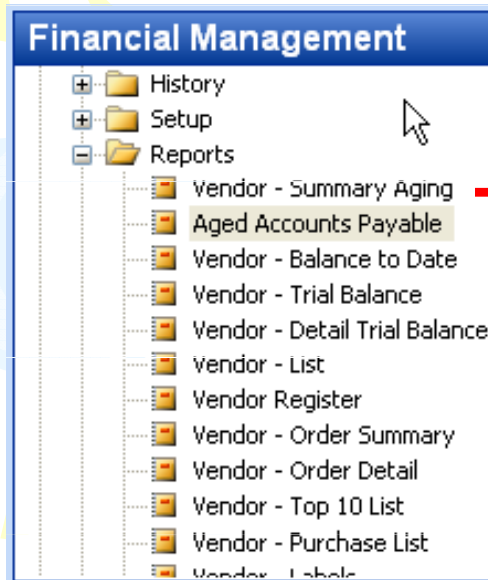 Financial Management
History
Setup
Reports
Vendor - Summary Aging
Aged Accounts Payable
Vendor - Balance to Date
Vendor - Trial Balance
Vendor - Detail Trial Balance
Vendor - List
Vendor Register
Vendor - Order Summary
Vendor - Order Detail
Vendor - Top 10 List
Vendor - Purchase List
Vendor - Labels